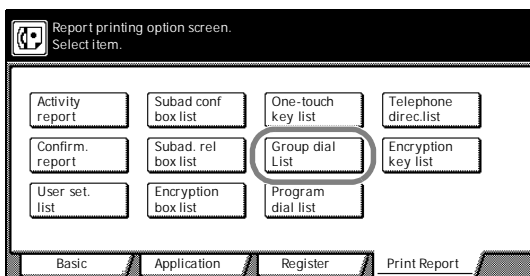 Report printing option screen.
Select item.
Activity report
Subad conf box list
One-touch key list
Telephone direc.list
Confirm. report
Subad. rel box list
Group dial List
Encryption key list
User set. list
Encryption box list
Program dial list
Basic
Application
Register
Print Report